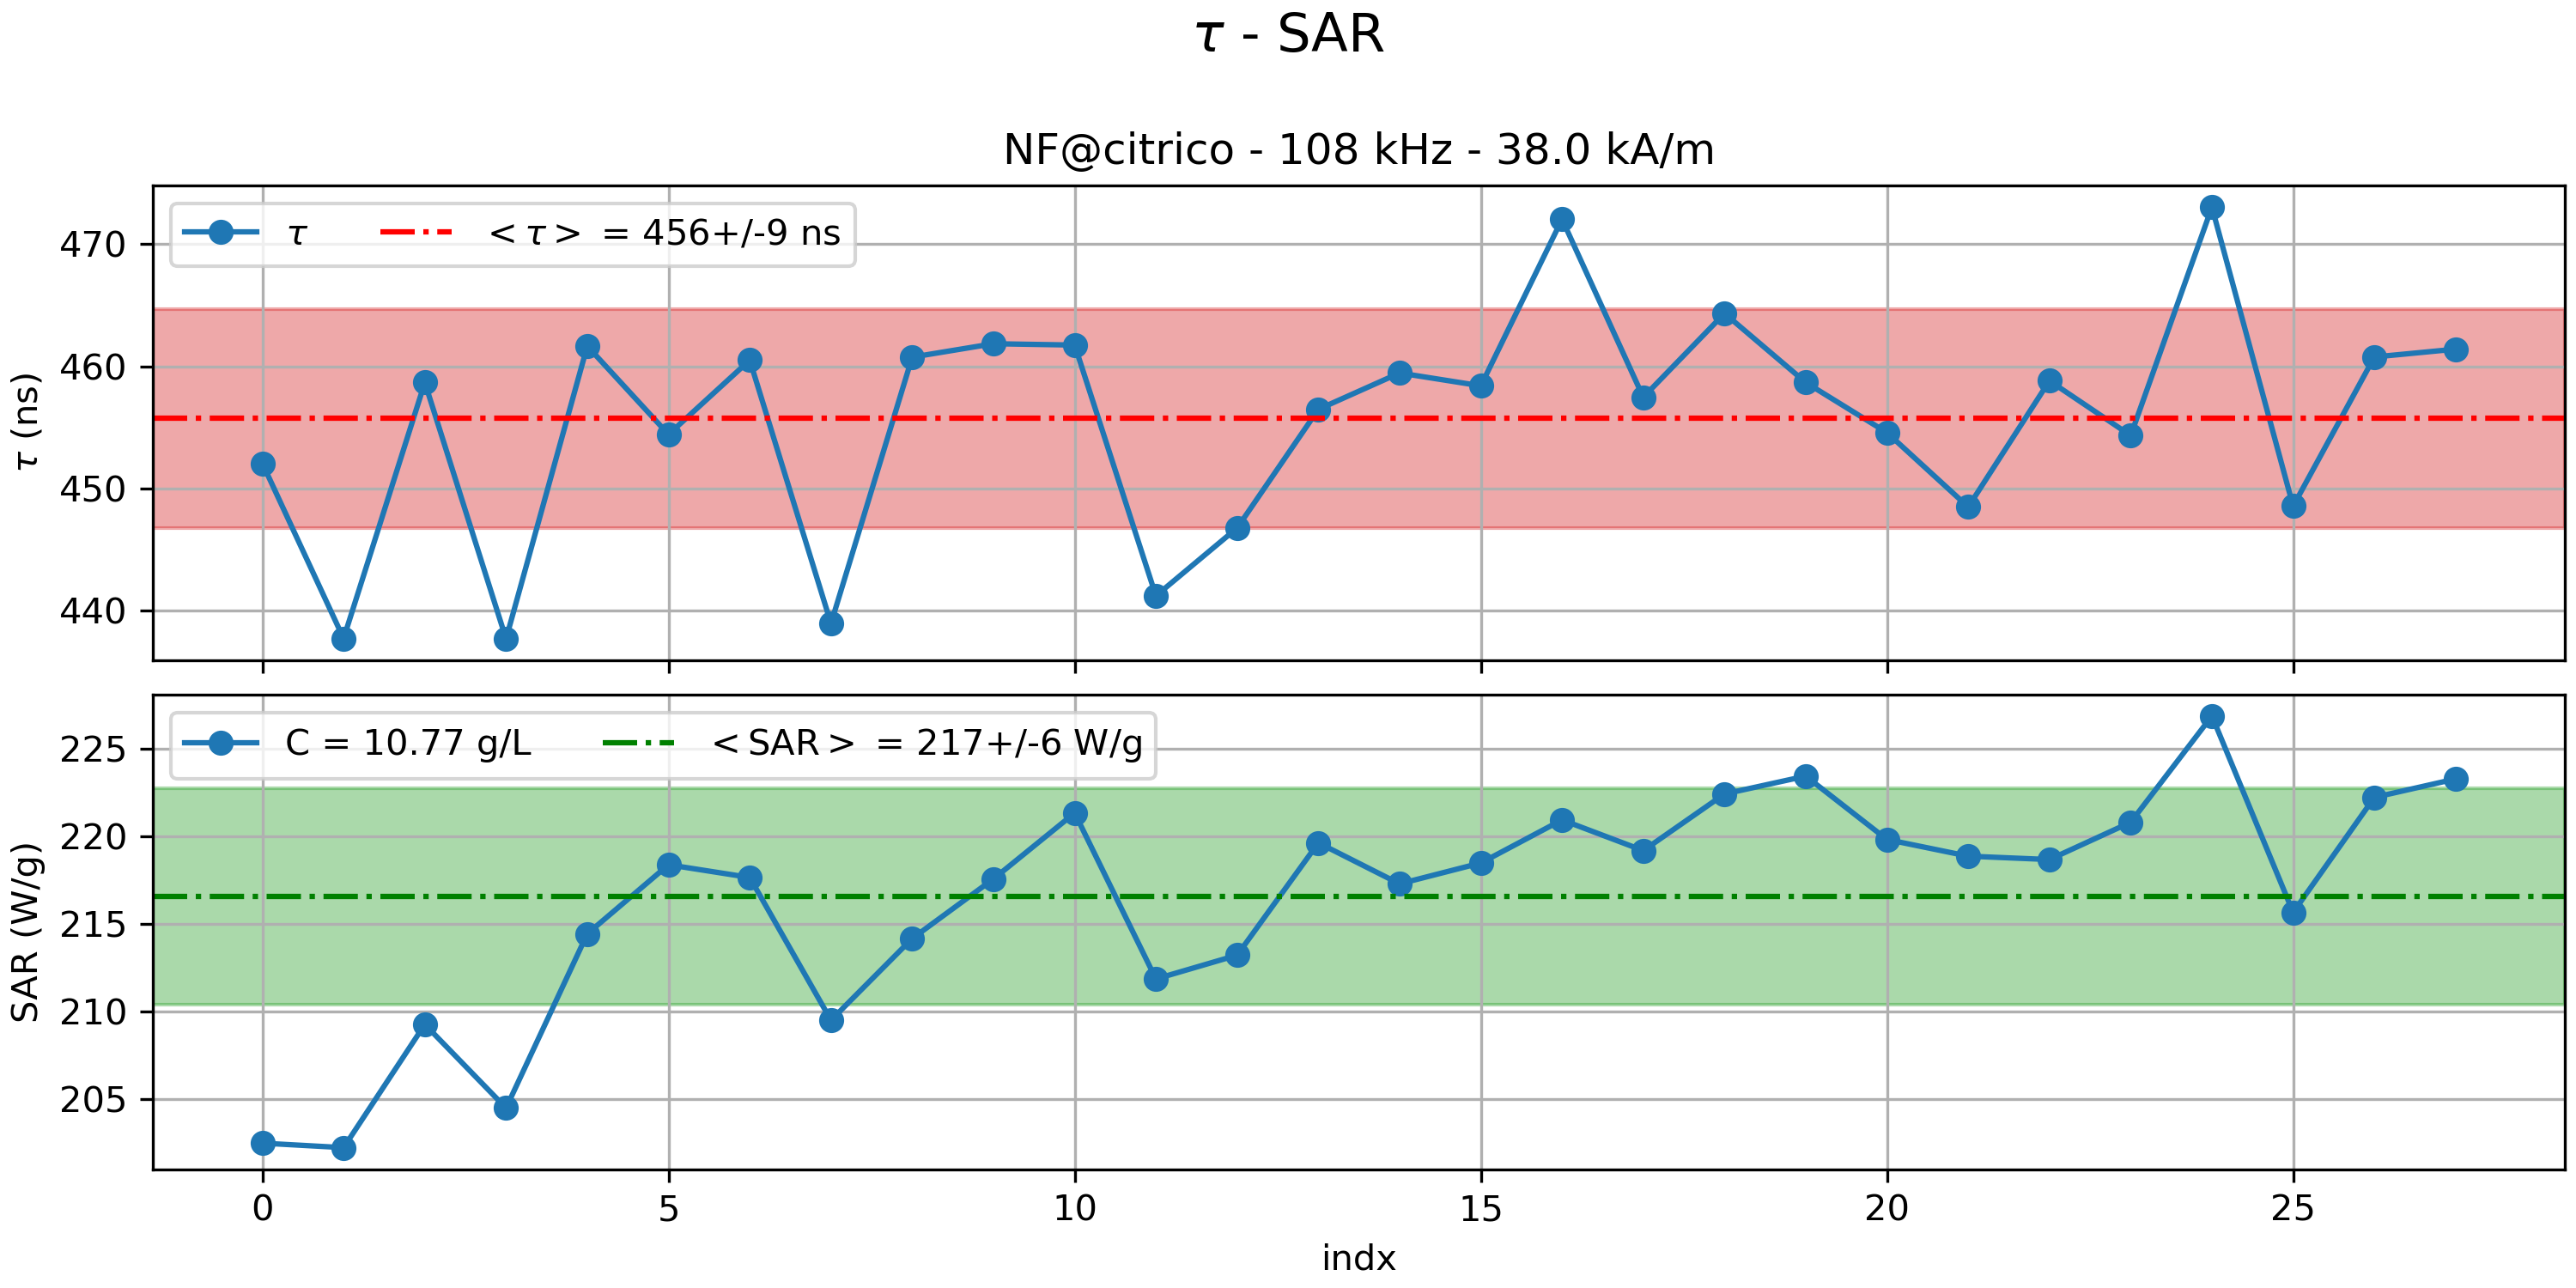 τ - SAR
NF@citrico - 108 kHz - 38.0 kA/m
τ <τ> = 456+/-9 ns
470
460
450
440
τ (ns)
C = 10.77 g/L <SAR> = 217+/-6 W/g
225
220
215
210
205
SAR (W/g)
0 5 10 15 20 25
indx